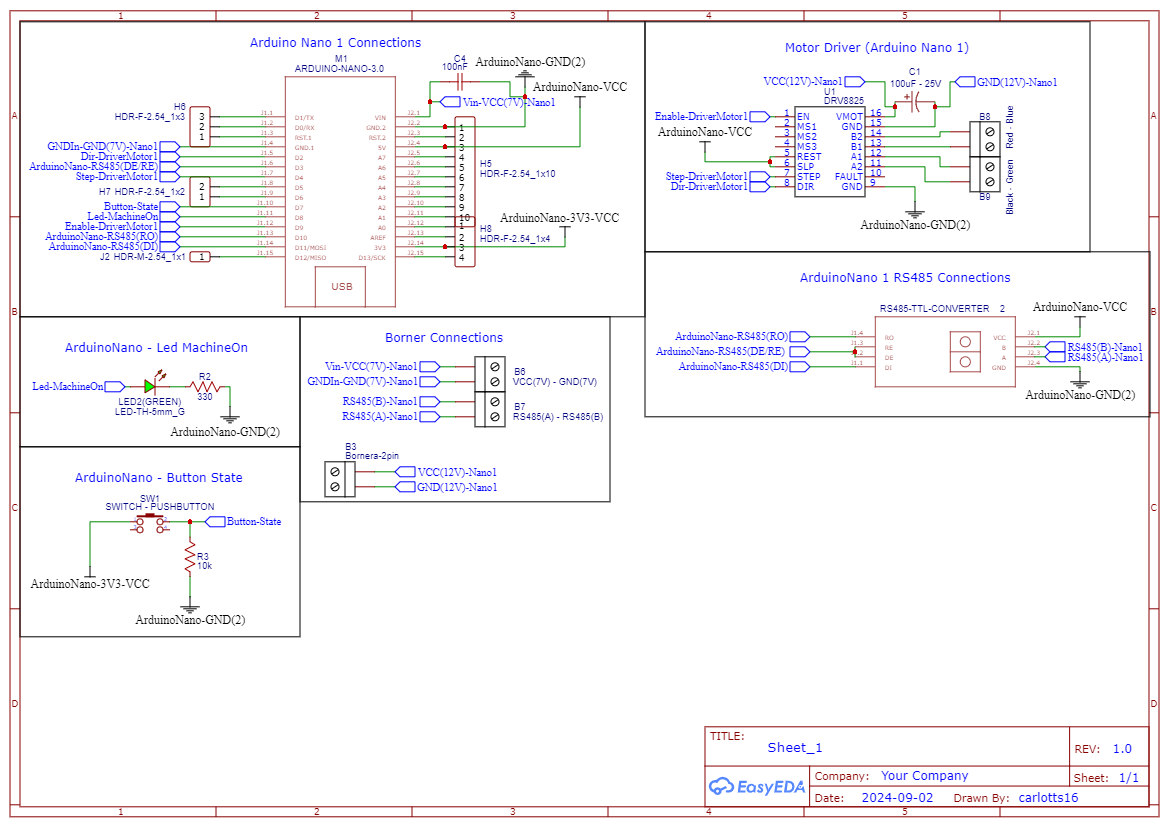 1 2 3 4 5
Arduino Nano 1 Connections
M1
ARDUINO-NANO-3.0
C4
100nF
ArduinoNano-GND(2)
ArduinoNano-VCC
Vin-VCC(7V)-Nano1
H6
HDR-F-2.54_1x3
3
2
1
GNDIn-GND(7V)-Nano1
Dir-DriverMotor1
ArduinoNano-RS485(DE/RE)
Step-DriverMotor1
H7 HDR-F-2.54_1x2
2
1
Button-State
Led-MachineOn
Enable-DriverMotor1
ArduinoNano-RS485(RO)
ArduinoNano-RS485(DI)
J2 HDR-M-2.54_1x1
1
J1.1 D1/TX VIN J2.1
J1.2 D0/RX GND.2 J2.2
J1.3 RST.1 RST.2 J2.3
J1.4 GND.1 5V J2.4
J1.5 D2 A7 J2.5
J1.6 D3 A6 J2.6
J1.7 D4 A5 J2.7
J1.8 D5 A4 J2.8
J1.9 D6 A3 J2.9
J1.10 D7 A2 J2.10
J1.11 D8 A1 J2.11
J1.12 D9 A0 J2.12
J1.13 D10 AREF J2.13
J1.14 D11/MOSI 3V3 J2.14
J1.15 D12/MISO D13/SCK J2.15
USB
1
2
3
4
5
6
7
8
9
10
H5
HDR-F-2.54_1x10
1
2
3
4
H8
HDR-F-2.54_1x4
ArduinoNano-3V3-VCC
Motor Driver (Arduino Nano 1)
VCC(12V)-Nano1
C1
100uF - 25V
+
GND(12V)-Nano1
U1
DRV8825
Enable-DriverMotor1
ArduinoNano-VCC
Step-DriverMotor1
Dir-DriverMotor1
1 EN VMOT 16
2 MS1 GND 15
3 MS2 B2 14
4 MS3 B1 13
5 REST A1 12
6 SLP A2 11
7 STEP FAULT 10
8 DIR GND 9
B8
Red - Blue
B9
Black - Green
ArduinoNano-GND(2)
ArduinoNano 1 RS485 Connections
RS485-TTL-CONVERTER 2
ArduinoNano-VCC
ArduinoNano-RS485(RO)
ArduinoNano-RS485(DE/RE)
ArduinoNano-RS485(DI)
J1.4 RO VCC J2.1
J1.3 RE B J2.2
J1.2 DE A J2.3
J1.1 DI GND J2.4
RS485(B)-Nano1
RS485(A)-Nano1
ArduinoNano-GND(2)
ArduinoNano - Led MachineOn
Led-MachineOn
LED2(GREEN)
LED-TH-5mm_G
R2
330
ArduinoNano-GND(2)
Borner Connections
Vin-VCC(7V)-Nano1
GNDIn-GND(7V)-Nano1
B6
VCC(7V) - GND(7V)
RS485(B)-Nano1
RS485(A)-Nano1
B7
RS485(A) - RS485(B)
B3
Bornera-2pin
VCC(12V)-Nano1
GND(12V)-Nano1
ArduinoNano - Button State
SW1
SWITCH - PUSHBUTTON
Button-State
R3
10k
ArduinoNano-3V3-VCC
ArduinoNano-GND(2)
A A
B B
C C
D D
TITLE:
Sheet_1
REV: 1.0
EasyEDA
Company: Your Company
Sheet: 1/1
Date: 2024-09-02 Drawn By: carlotts16
1 2 3 4 5